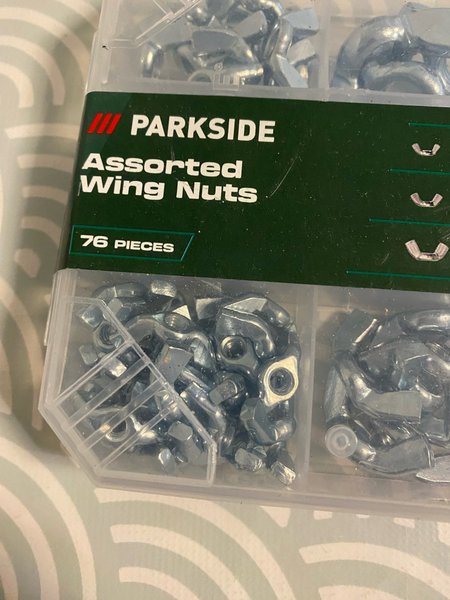 PARKSIDE
Assorted
Wing Nuts
76 PIECES